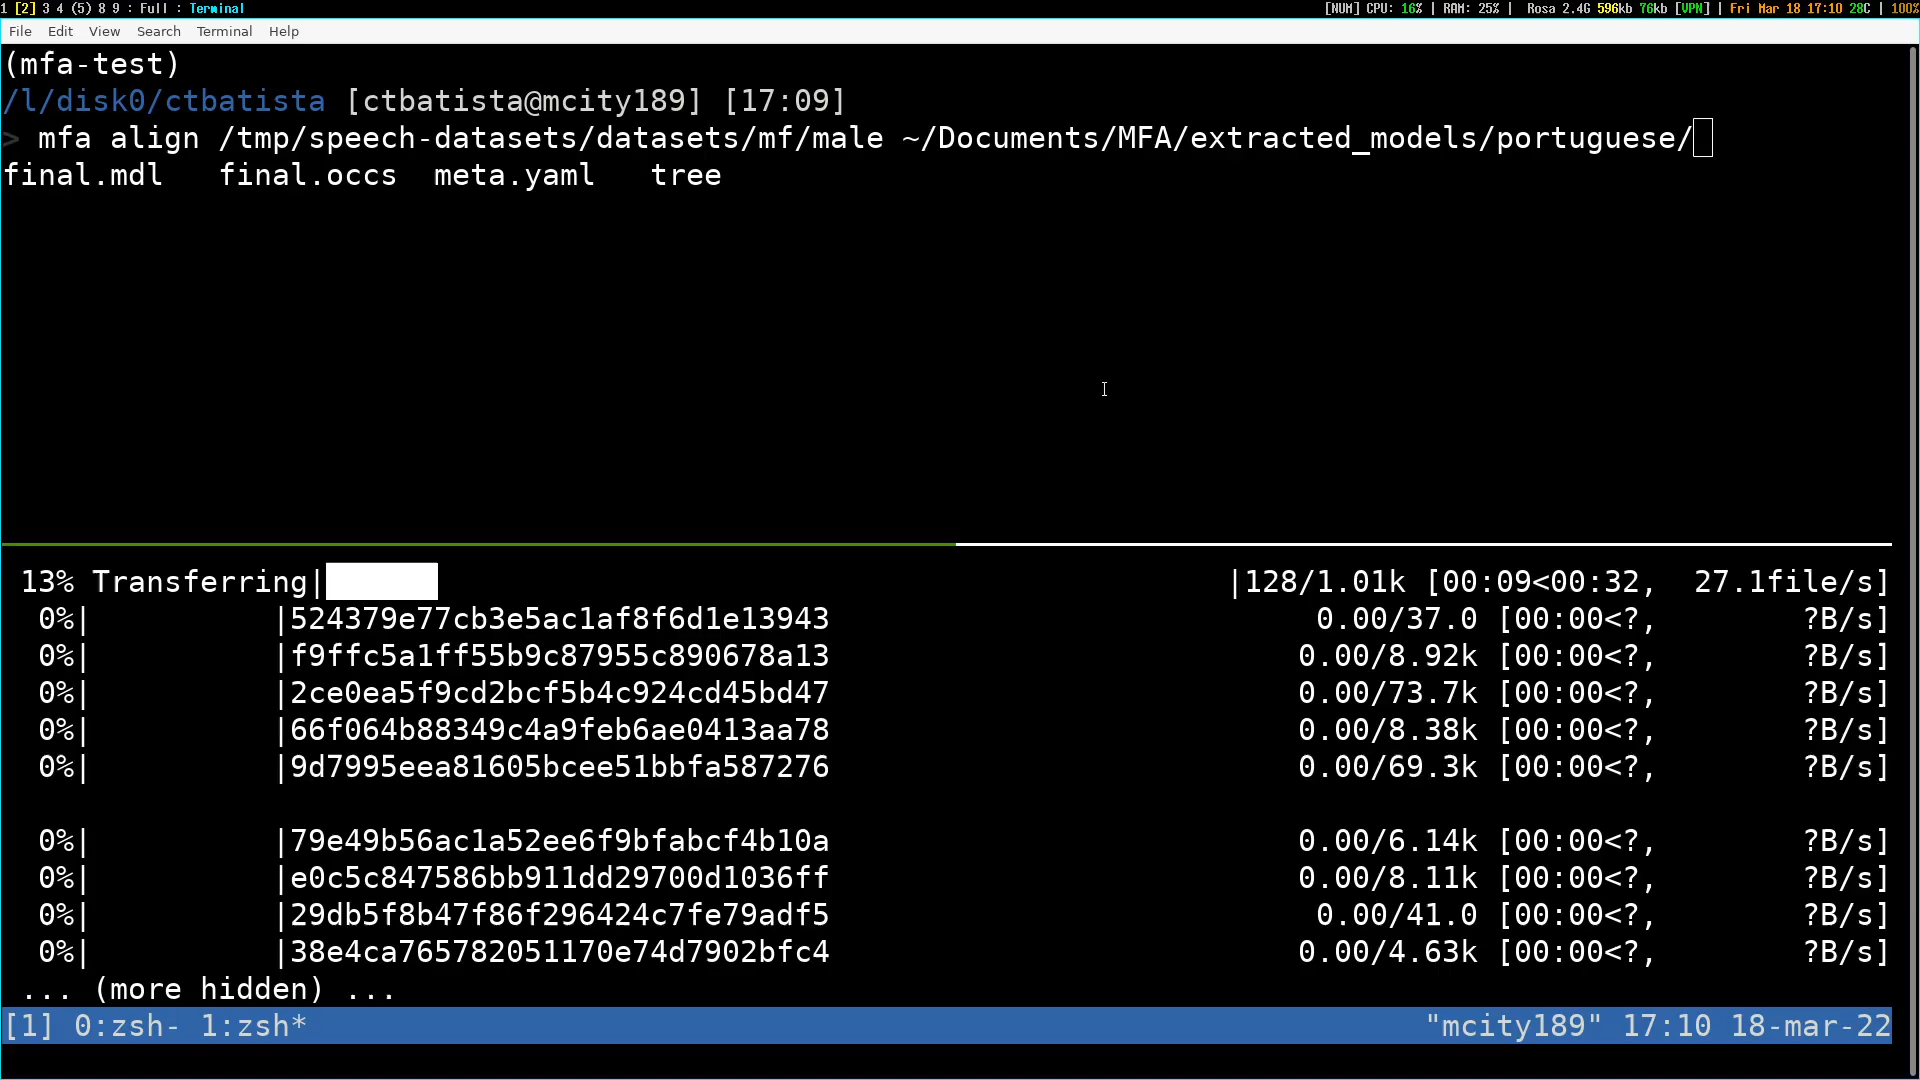 1 [2] 3 4 (5) 8 9 : Full : Terminal
[NUM] CPU: 16% | RAM: 25% | Rosa 2.4G 596kb 76kb [VPN] | Fri Mar 18 17:10 28C | 100%
File Edit View Search Terminal Help
(mfa-test)
/l/disk0/ctbatista [ctbatista@mcity189] [17:09]
> mfa align /tmp/speech-datasets/datasets/mf/male ~/Documents/MFA/extracted_models/portuguese/
final.mdl final.occs meta.yaml tree
13% Transferring| |128/1.01k [00:09<00:32, 27.1file/s]
0%| |524379e77cb3e5ac1af8f6d1e13943 0.00/37.0 [00:00<?, ?B/s]
0%| |f9ffc5a1ff55b9c87955c890678a13 0.00/8.92k [00:00<?, ?B/s]
0%| |2ce0ea5f9cd2bcf5b4c924cd45bd47 0.00/73.7k [00:00<?, ?B/s]
0%| |66f064b88349c4a9feb6ae0413aa78 0.00/8.38k [00:00<?, ?B/s]
0%| |9d7995eea81605bcee51bbfa587276 0.00/69.3k [00:00<?, ?B/s]
0%| |79e49b56ac1a52ee6f9bfabcf4b10a 0.00/6.14k [00:00<?, ?B/s]
0%| |e0c5c847586bb911dd29700d1036ff 0.00/8.11k [00:00<?, ?B/s]
0%| |29db5f8b47f86f296424c7fe79adf5 0.00/41.0 [00:00<?, ?B/s]
0%| |38e4ca765782051170e74d7902bfc4 0.00/4.63k [00:00<?, ?B/s]
... (more hidden) ...
[1] 0:zsh- 1:zsh* "mcity189" 17:10 18-mar-22